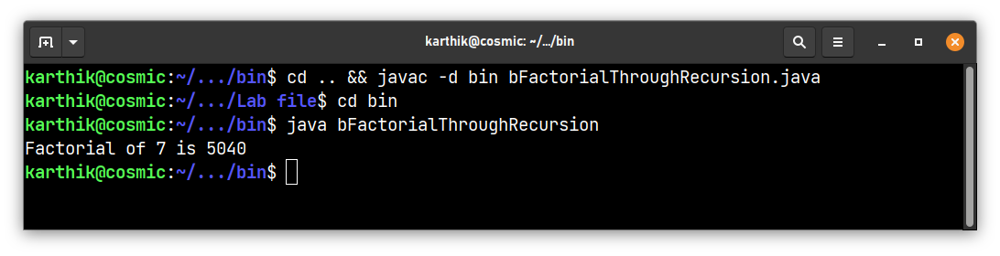 karthik@cosmic: ~/.../bin
karthik@cosmic:~/.../bin$ cd .. && javac -d bin bFactorialThroughRecursion.java
karthik@cosmic:~/.../Lab file$ cd bin
karthik@cosmic:~/.../bin$ java bFactorialThroughRecursion
Factorial of 7 is 5040
karthik@cosmic:~/.../bin$